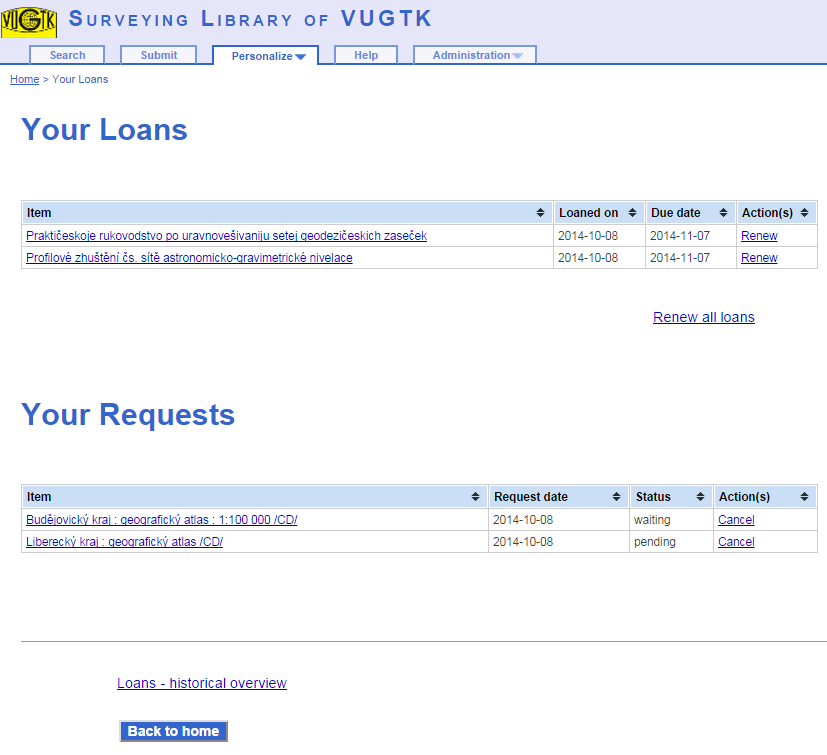 VUGTK
Surveying Library of VUGTK
Search Submit Personalize Help Administration
Home > Your Loans
Your Loans
Item Loaned on Due date Action(s)
Praktičeskoje rukovodstvo po uravnovešivaniju setej geodezičeskich zaseček 2014-10-08 2014-11-07 Renew
Profilové zhuštění čs. sítě astronomicko-gravimetrické nivelace 2014-10-08 2014-11-07 Renew
Renew all loans
Your Requests
Item Request date Status Action(s)
Budějovický kraj : geografický atlas : 1:100 000 /CD/ 2014-10-08 waiting Cancel
Liberecký kraj : geografický atlas /CD/ 2014-10-08 pending Cancel
Loans - historical overview
Back to home